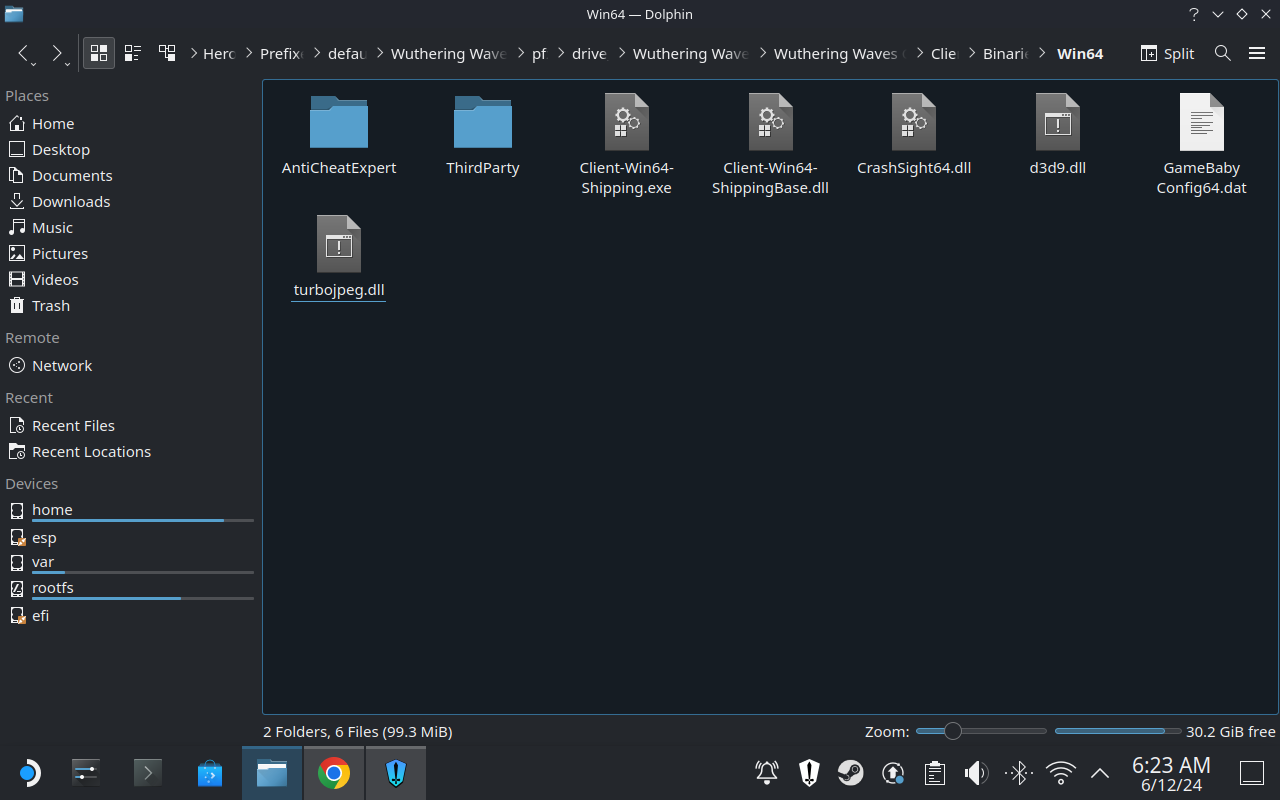 Win64 — Dolphin
Herc Prefix defau Wuthering Wave pf drive Wuthering Wave Wuthering Waves Clie Binari Win64 Split
Places
Home
Desktop
Documents
Downloads
Music
Pictures
Videos
Trash
Remote
Network
Recent
Recent Files
Recent Locations
Devices
home
esp
var
rootfs
efi
AntiCheatExpert
ThirdParty
Client-Win64-
Shipping.exe
Client-Win64-
ShippingBase.dll
CrashSight64.dll
d3d9.dll
GameBaby
Config64.dat
turbojpeg.dll
2 Folders, 6 Files (99.3 MiB)
Zoom:
30.2 GiB free
6:23 AM
6/12/24